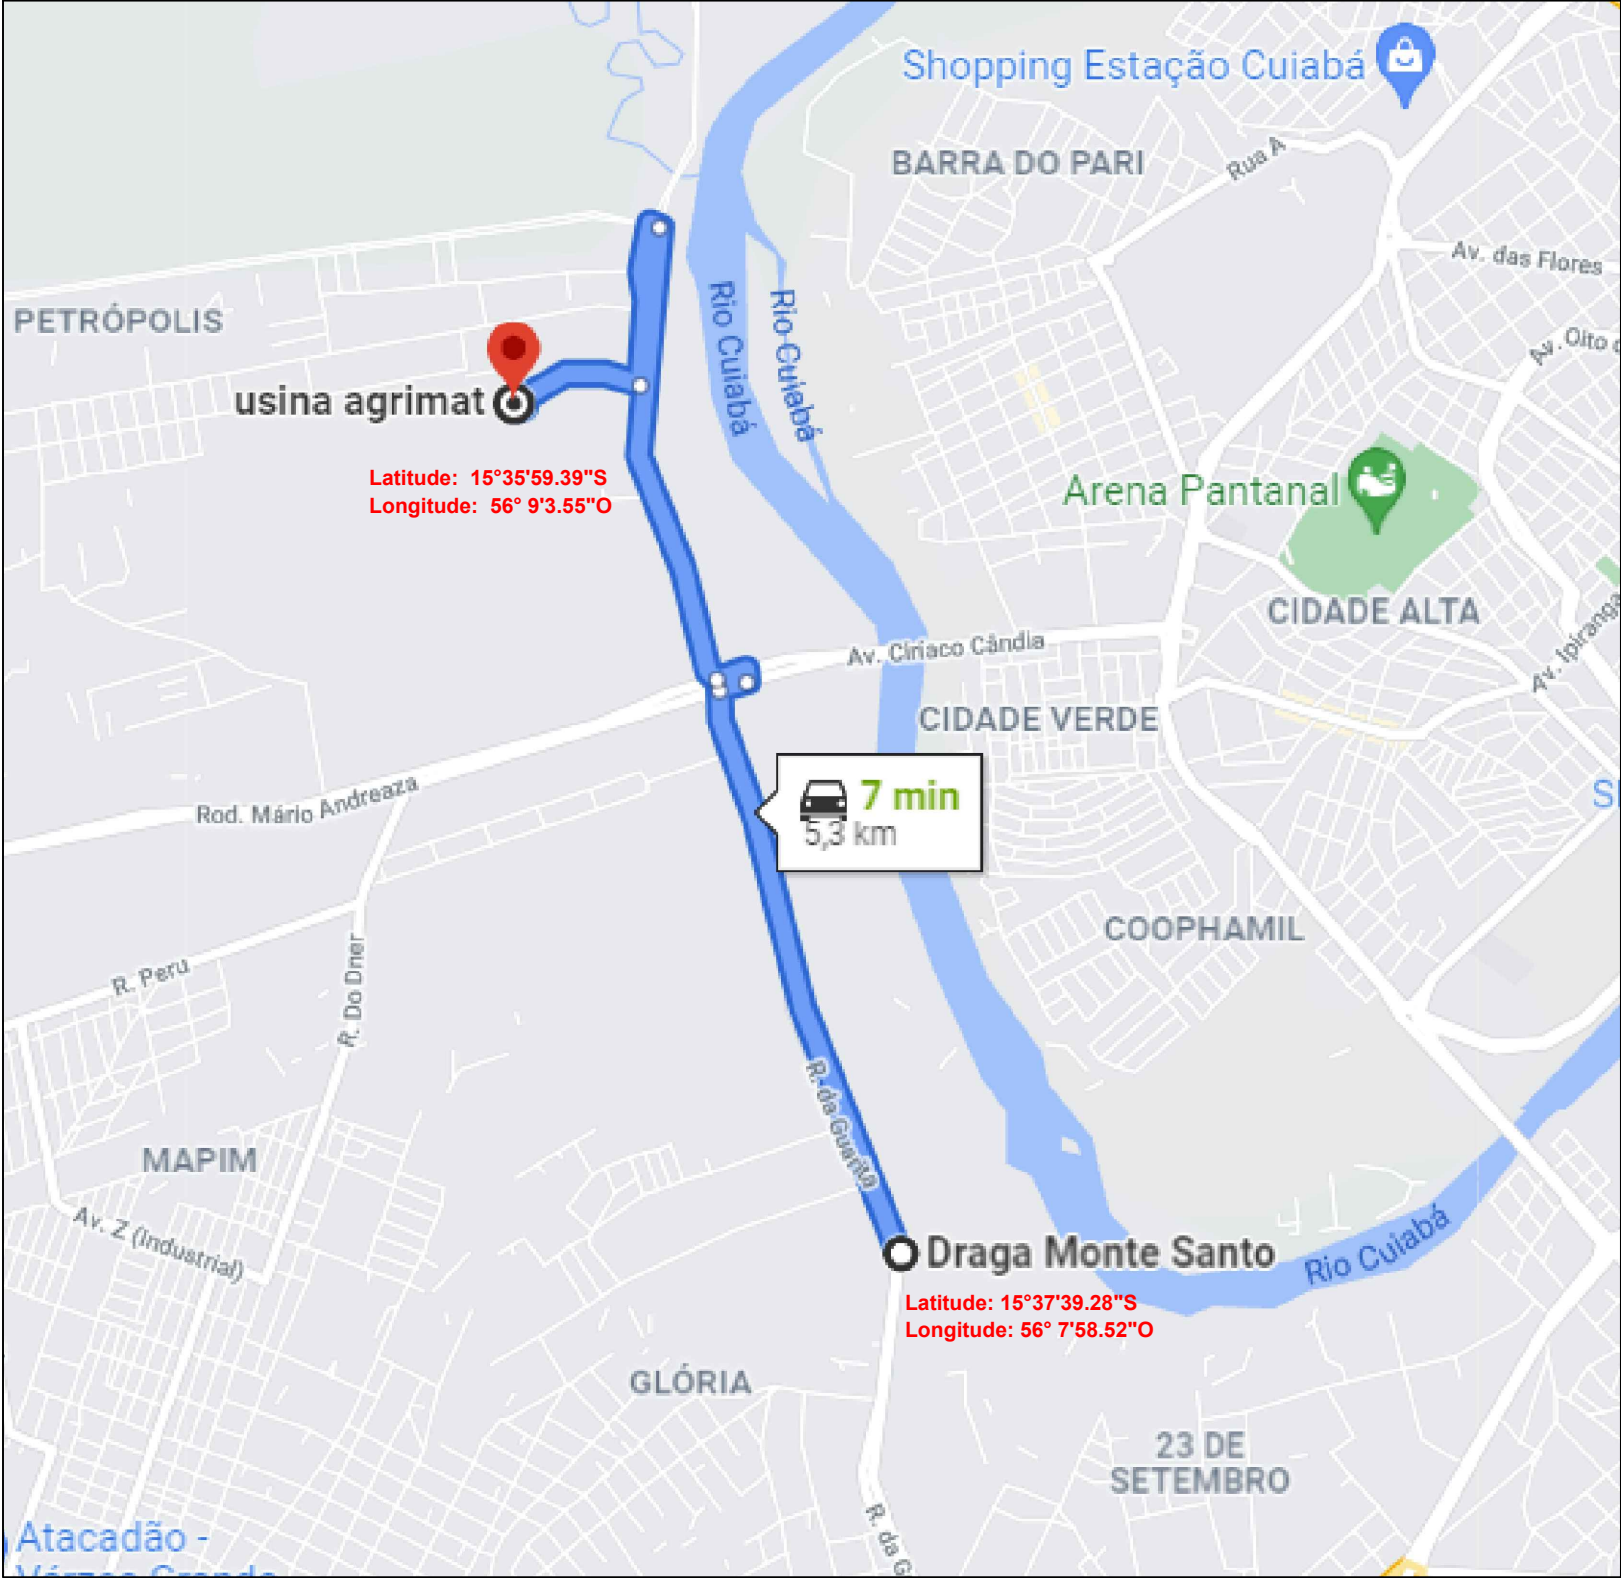 Shopping Estação Cuiabá
BARRA DO PARI
Rua A
Av. das Flores
PETRÓPOLIS
Rio Cuiabá
Rio Cuiabá
Av. Oito d
usina agrimat
Latitude: 15°35'59.39"S
Longitude: 56° 9'3.55"O
Arena Pantanal
CIDADE ALTA
Av. Ciríaco Cândia
Av. Ipiranga
CIDADE VERDE
7 min
5,3 km
Rod. Mário Andreaza
COOPHAMIL
R. Peru
R. Do Dner
R. da Guarita
MAPIM
Av. Z (Industrial)
Draga Monte Santo
Rio Cuiabá
Latitude: 15°37'39.28"S
Longitude: 56° 7'58.52"O
GLÓRIA
23 DE
SETEMBRO
R. da G
Atacadão -
Várzea Grande